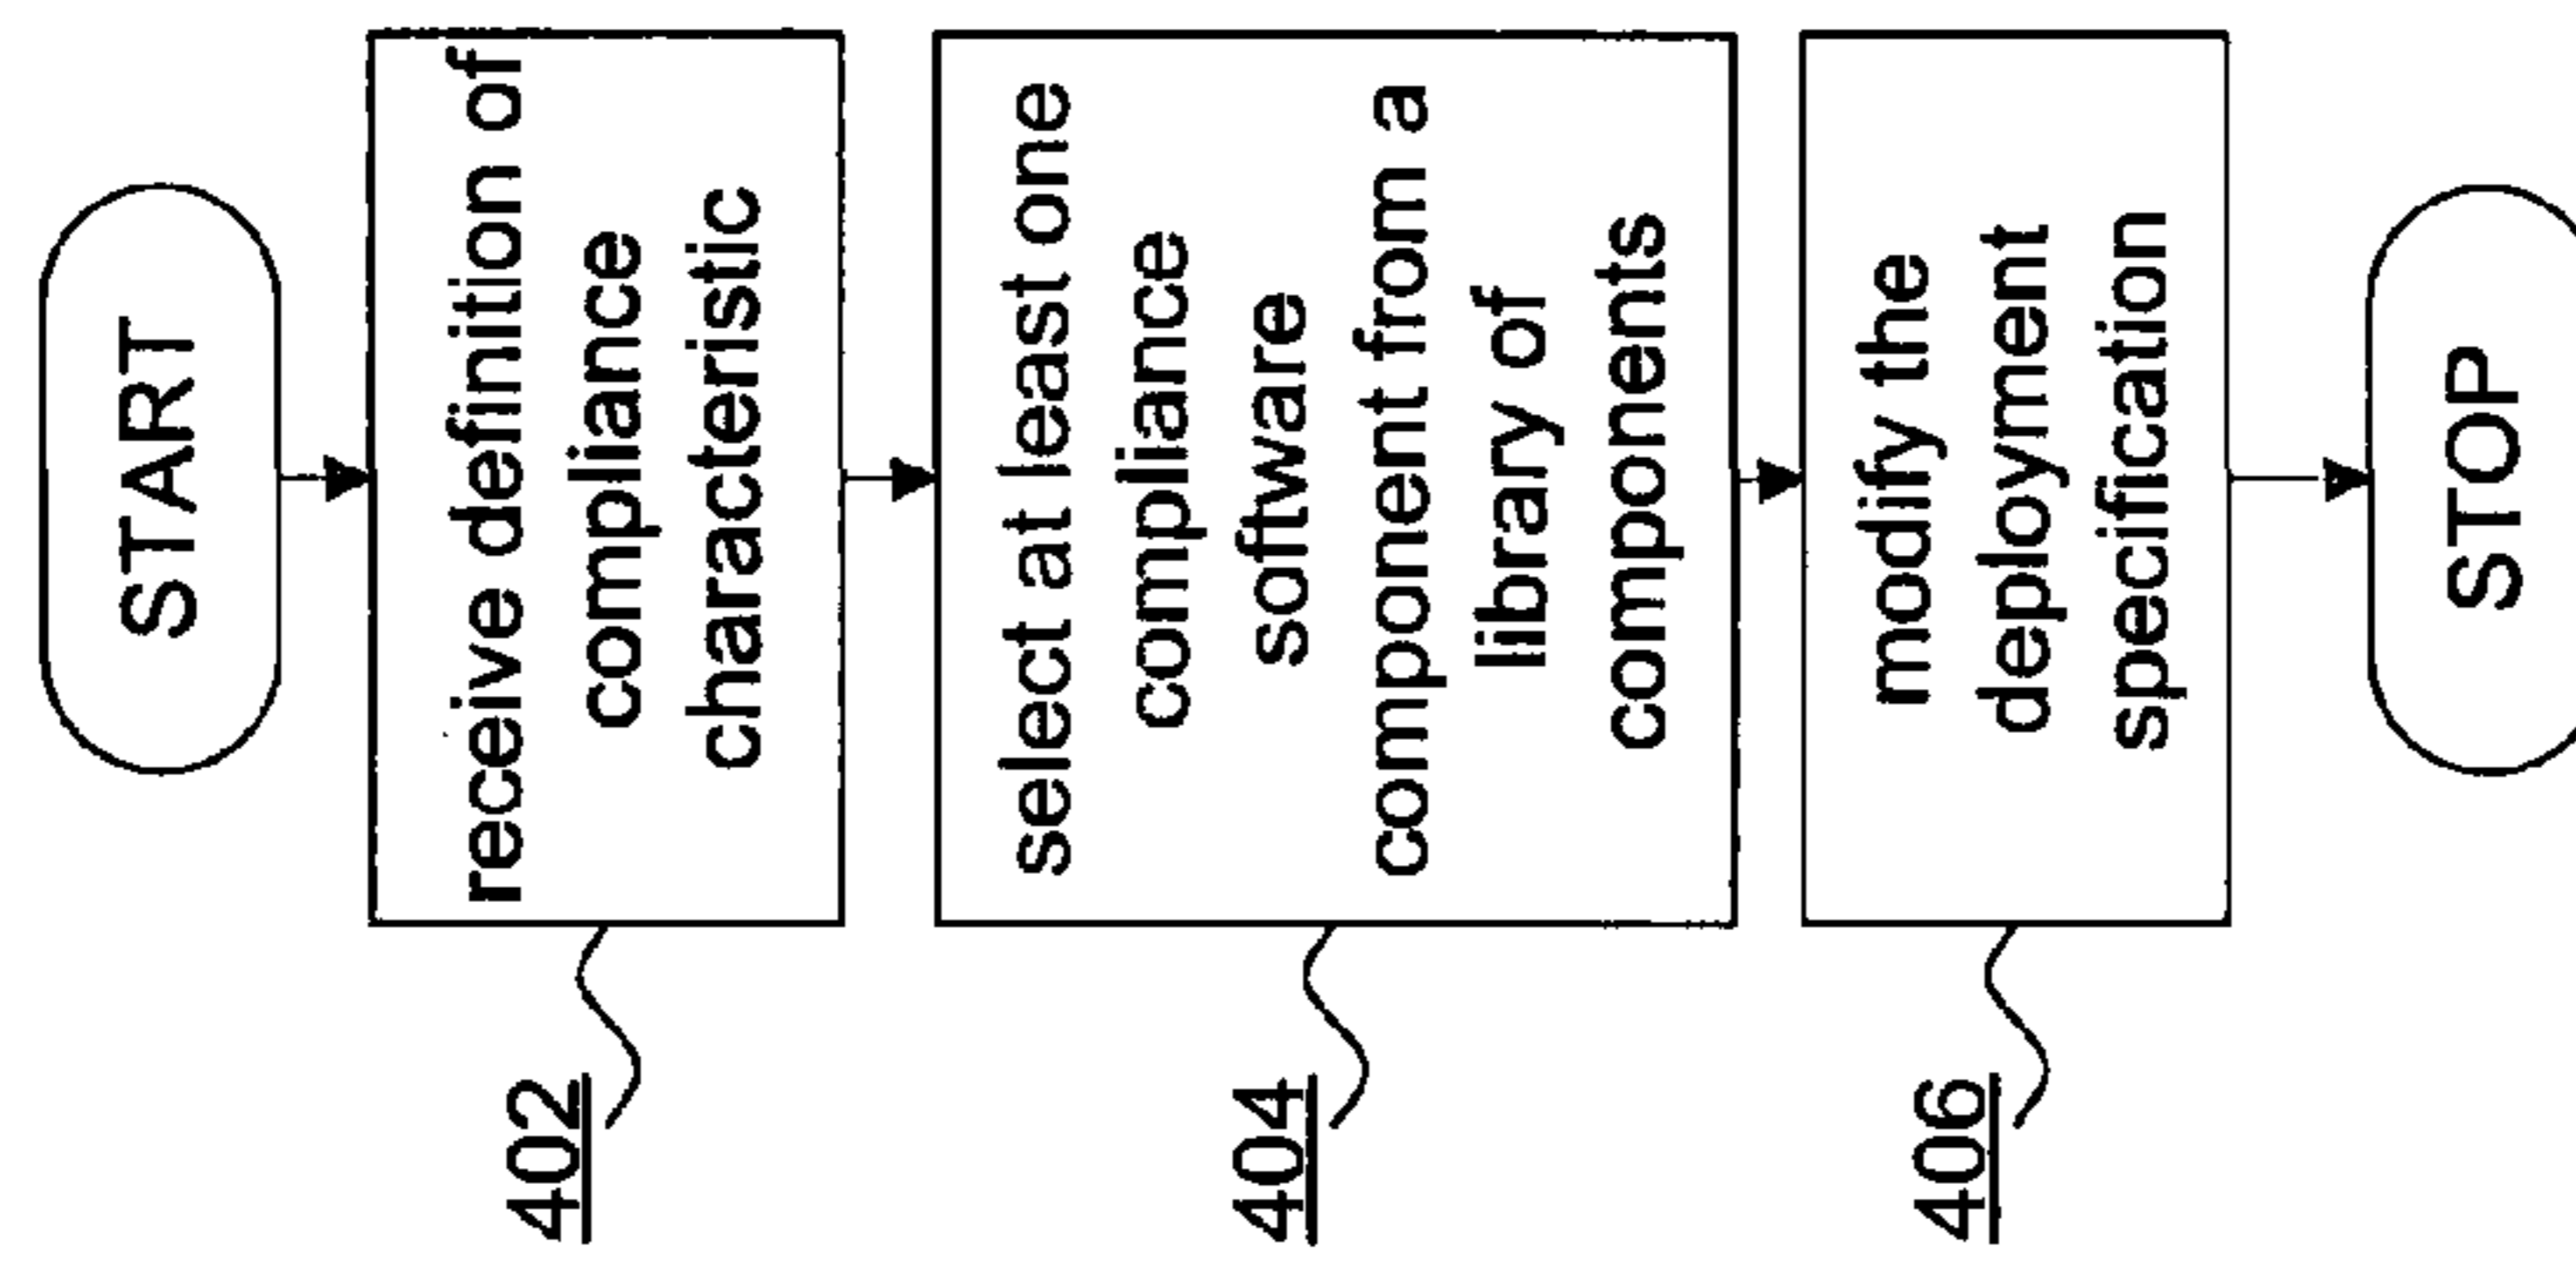 START
receive definition of
compliance
characteristic
402
select at least one
compliance
software
component from a
library of
components
404
modify the
deployment
specification
406
STOP